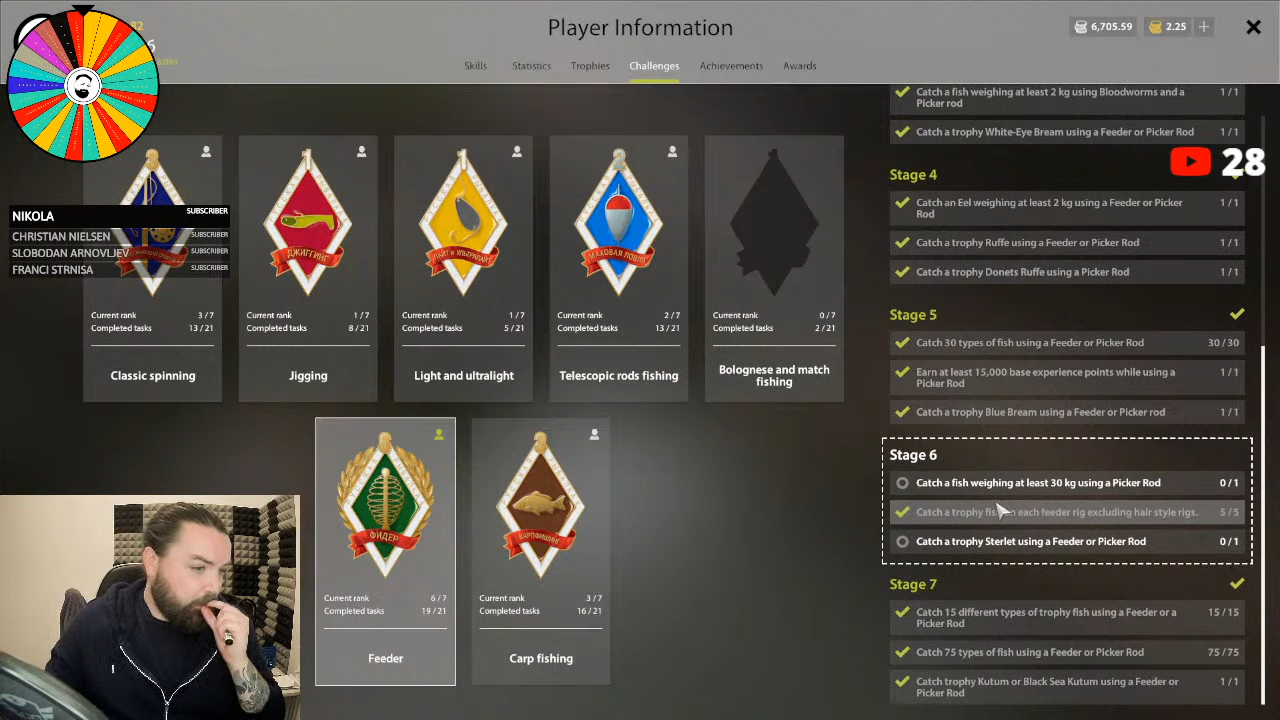 82
6
Player Information
6,705.59
2.25
Skills
Statistics
Trophies
Challenges
Achievements
Awards
28
NIKOLA SUBSCRIBER
CHRISTIAN NIELSEN SUBSCRIBER
SLOBODAN ARNOVLJEV SUBSCRIBER
FRANCI STRNISA SUBSCRIBER
Current rank 3 / 7
Completed tasks 13 / 21
Classic spinning
ДЖИГГИНГ
Current rank 1 / 7
Completed tasks 8 / 21
Jigging
ЛАЙТ И УЛЬТРАЛАЙТ
Current rank 1 / 7
Completed tasks 5 / 21
Light and ultralight
2
МАХОВАЯ ЛОВЛЯ
Current rank 2 / 7
Completed tasks 13 / 21
Telescopic rods fishing
Current rank 0 / 7
Completed tasks 2 / 21
Bolognese and match
fishing
ФИДЕР
Current rank 6 / 7
Completed tasks 19 / 21
Feeder
КАРПФИШИНГ
Current rank 3 / 7
Completed tasks 16 / 21
Carp fishing
Catch a fish weighing at least 2 kg using Bloodworms and a
Picker rod
1 / 1
Catch a trophy White-Eye Bream using a Feeder or Picker Rod 1 / 1
Stage 4
Catch an Eel weighing at least 2 kg using a Feeder or Picker
Rod
1 / 1
Catch a trophy Ruffe using a Feeder or Picker Rod 1 / 1
Catch a trophy Donets Ruffe using a Picker Rod 1 / 1
Stage 5
Catch 30 types of fish using a Feeder or Picker Rod 30 / 30
Earn at least 15,000 base experience points while using a
Picker Rod
1 / 1
Catch a trophy Blue Bream using a Feeder or Picker rod 1 / 1
Stage 6
Catch a fish weighing at least 30 kg using a Picker Rod 0 / 1
Catch a trophy each feeder rig excluding hair style rigs. 5 / 5
Catch a trophy Sterlet using a Feeder or Picker Rod 0 / 1
Stage 7
Catch 15 different types of trophy fish using a Feeder or a
Picker Rod
15 / 15
Catch 75 types of fish using a Feeder or Picker Rod 75 / 75
Catch trophy Kutum or Black Sea Kutum using a Feeder or
Picker Rod
1 / 1